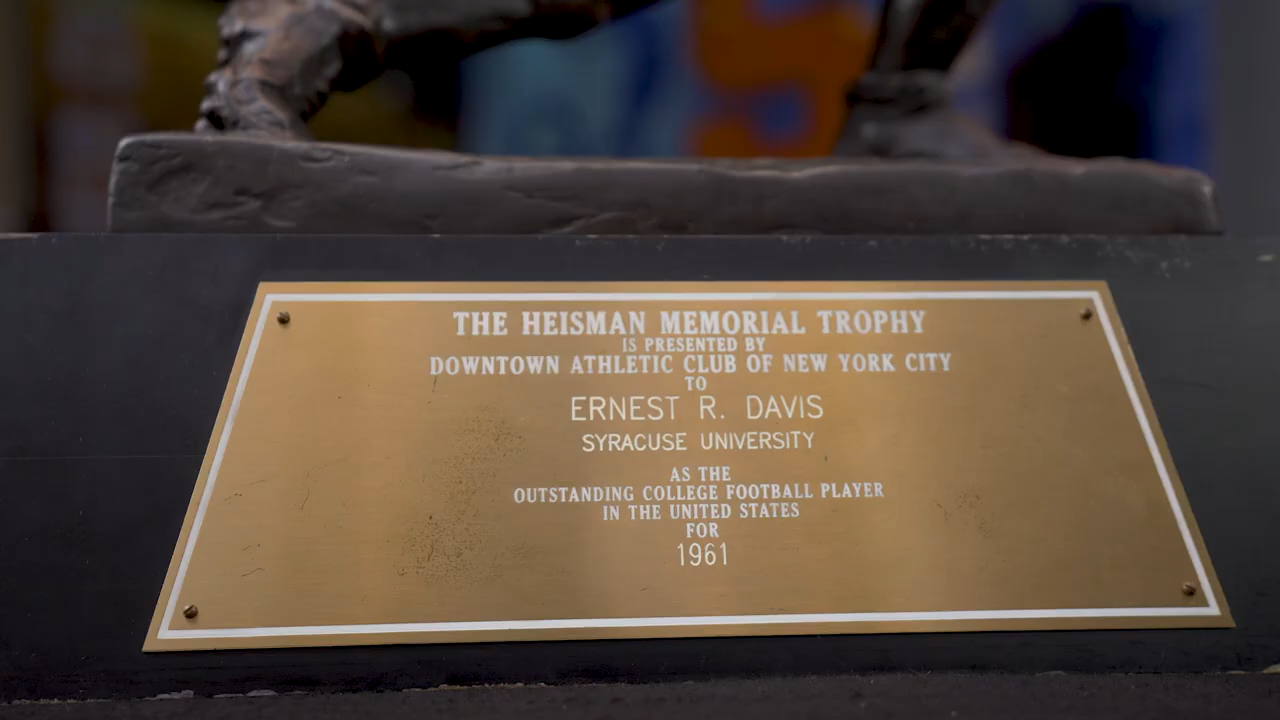 THE HEISMAN MEMORIAL TROPHY
IS PRESENTED BY
DOWNTOWN ATHLETIC CLUB OF NEW YORK CITY
TO
ERNEST R. DAVIS
SYRACUSE UNIVERSITY
AS THE
OUTSTANDING COLLEGE FOOTBALL PLAYER
IN THE UNITED STATES
FOR
1961